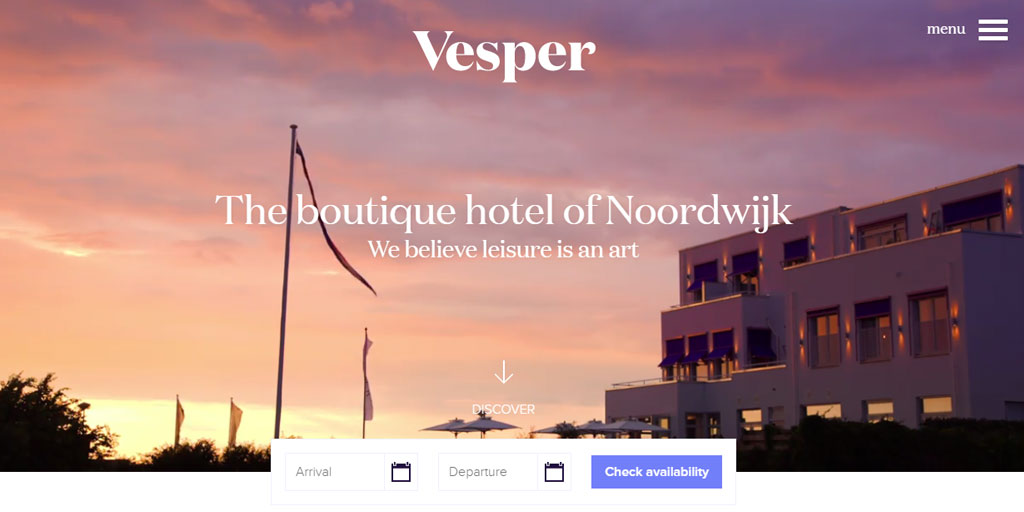 Vesper
menu
The boutique hotel of Noordwijk
We believe leisure is an art
DISCOVER
Arrival
Departure
Check availability